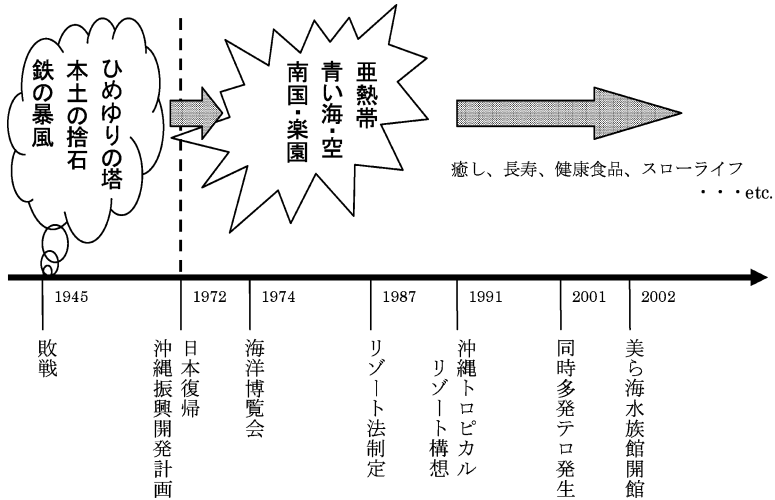 ひめゆりの塔
本土の捨石
鉄の暴風
亜熱帯
青い海・空
南国・楽園
癒し、長寿、健康食品、スローライフ
・・・etc.
1945
1972
1974
1987
1991
2001
2002
敗戦
日本復帰
沖縄振興開発計画
海洋博覧会
リゾート法制定
沖縄トロピカル
リゾート構想
同時多発テロ発生
美ら海水族館開館